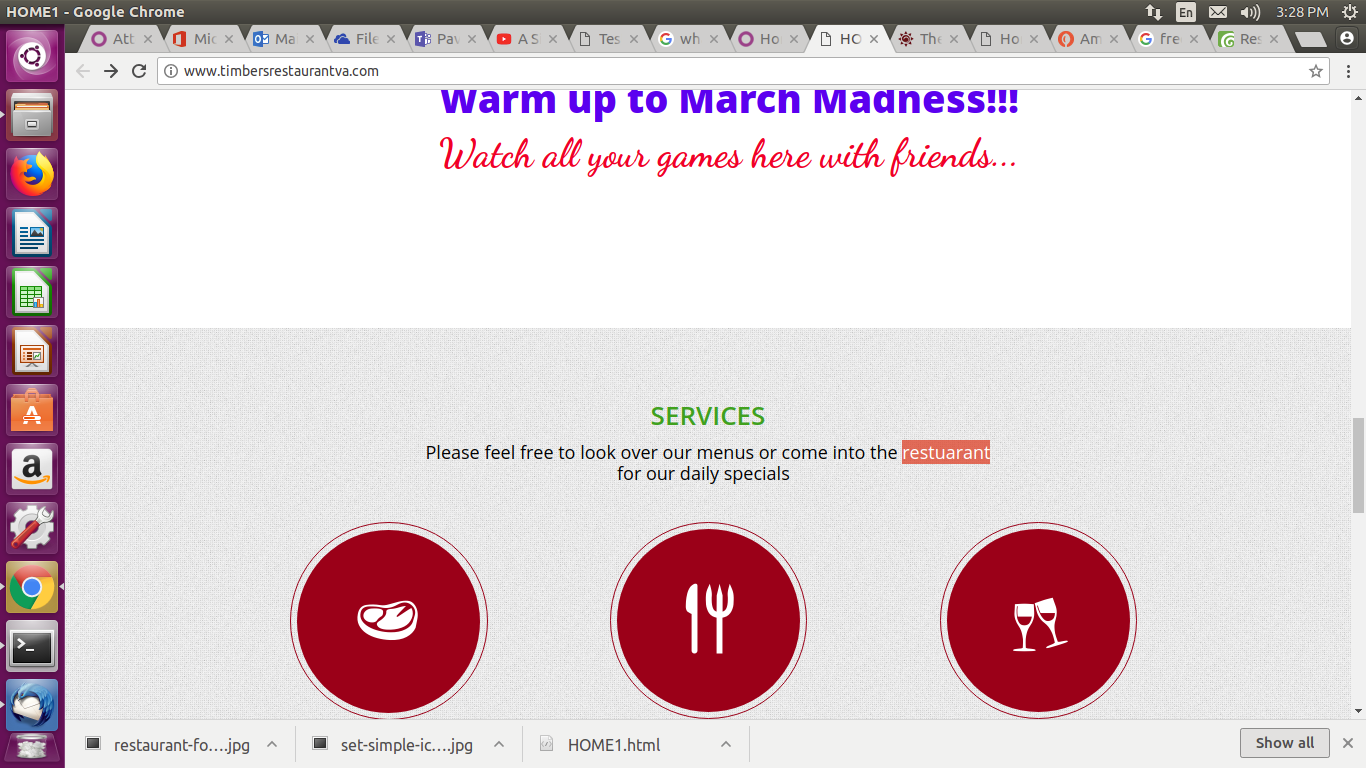 HOME1 - Google Chrome
En
3:28 PM
Att
Mic
Mai
File
Pav
A S
Tes
wh
Ho
HO
The
Ho
Am
fre
Res
www.timbersrestaurantva.com
Warm up to March Madness!!!
Watch all your games here with friends...
SERVICES
Please feel free to look over our menus or come into the restuarant
for our daily specials
restaurant-fo....jpg
set-simple-ic....jpg
HOME1.html
Show all